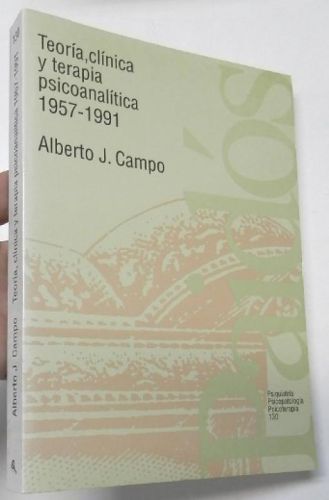 Teoría, clínica
y terapia
psicoanalítica
1957-1991
Alberto J. Campo
Paidós
Psiquiatría
Psicopatología
Psicoterapia
130
Alberto J. Campo Teoría, clínica y terapia psicoanalítica 1957-1991